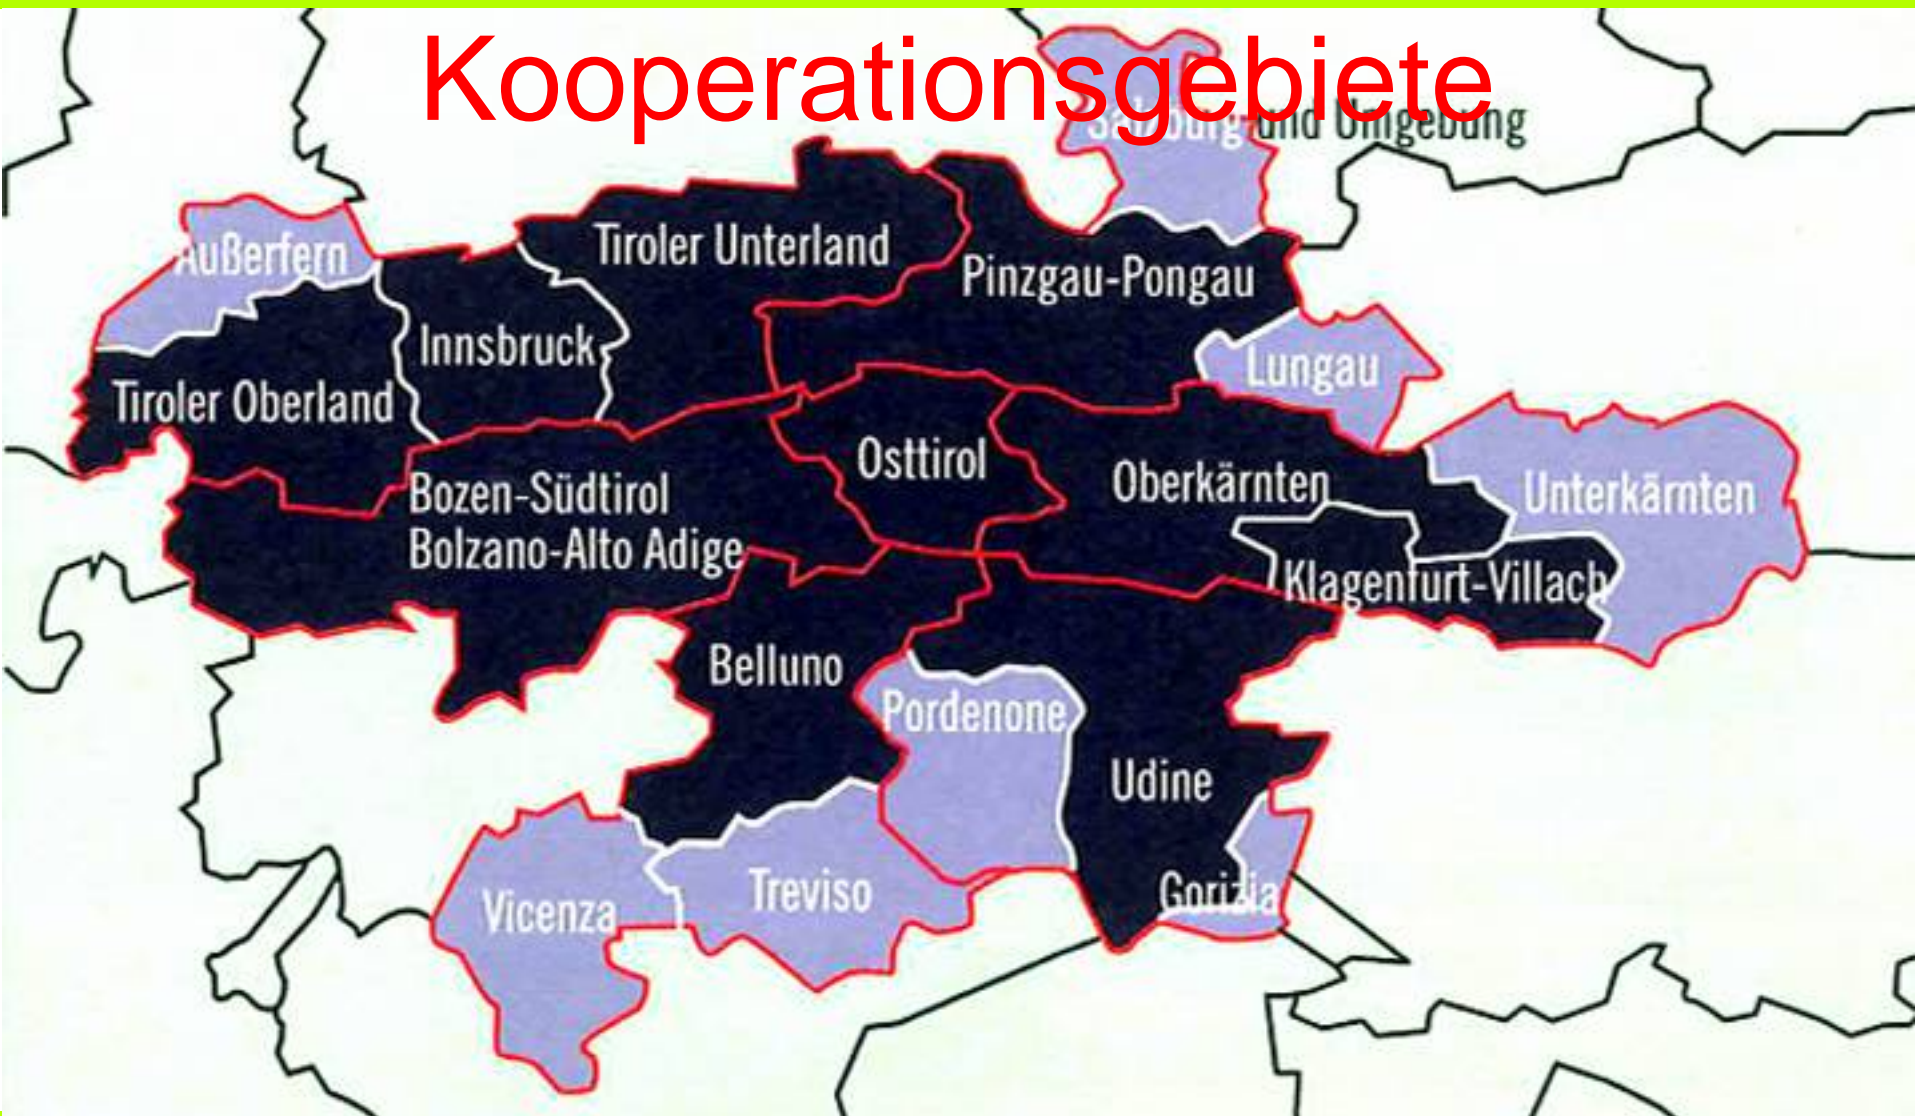 Kooperationsgebiete
Salzburg und Umgebung
Außerfern
Tiroler Unterland
Pinzgau-Pongau
Innsbruck
Lungau
Tiroler Oberland
Osttirol
Oberkärnten
Unterkärnten
Bozen-Südtirol
Bolzano-Alto Adige
Klagenfurt-Villach
Belluno
Pordenone
Udine
Treviso
Vicenza
Gorizia